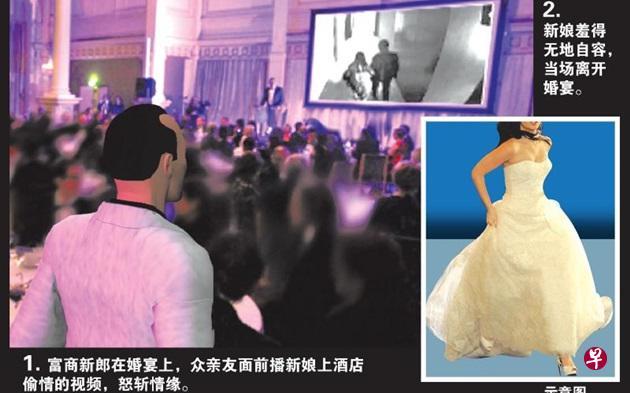 2.
新娘羞得
无地自容，
当场离开
婚宴。
1. 富商新郎在婚宴上，众亲友面前播新娘上酒店
偷情的视频，怒斩情缘。
早
示意图